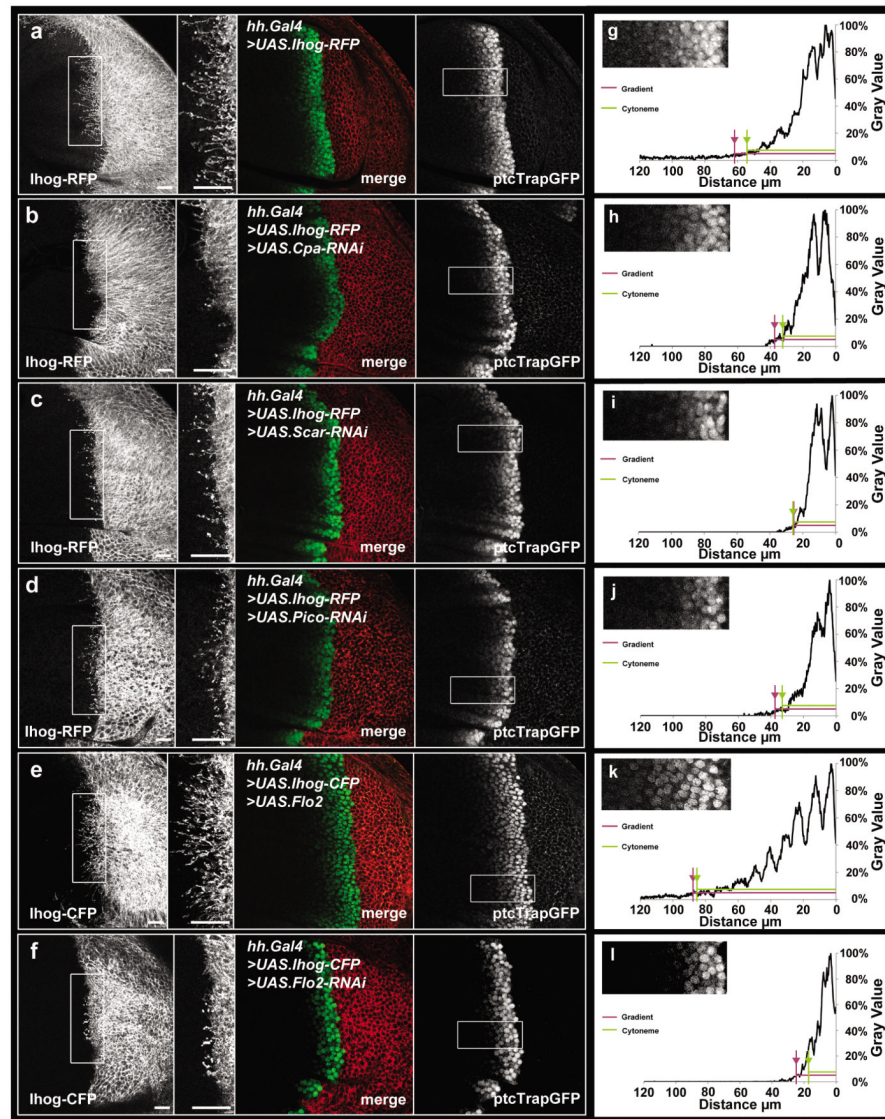 a
hh.Gal4
>UAS.Ihog-RFP
Ihog-RFP
merge
ptcTrapGFP
g
Gradient
Cytoneme
100%
80%
60%
40%
20%
0%
Gray Value
120 100 80 60 40 20 0
Distance µm
b
hh.Gal4
>UAS.Ihog-RFP
>UAS.Cpa-RNAi
Ihog-RFP
merge
ptcTrapGFP
h
Gradient
Cytoneme
100%
80%
60%
40%
20%
0%
Gray Value
120 100 80 60 40 20 0
Distance µm
c
hh.Gal4
>UAS.Ihog-RFP
>UAS.Scar-RNAi
Ihog-RFP
merge
ptcTrapGFP
i
Gradient
Cytoneme
100%
80%
60%
40%
20%
0%
Gray Value
120 100 80 60 40 20 0
Distance µm
d
hh.Gal4
>UAS.Ihog-RFP
>UAS.Pico-RNAi
Ihog-RFP
merge
ptcTrapGFP
j
Gradient
Cytoneme
100%
80%
60%
40%
20%
0%
Gray Value
120 100 80 60 40 20 0
Distance µm
e
hh.Gal4
>UAS.Ihog-CFP
>UAS.Flo2
Ihog-CFP
merge
ptcTrapGFP
k
Gradient
Cytoneme
100%
80%
60%
40%
20%
0%
Gray Value
120 100 80 60 40 20 0
Distance µm
f
hh.Gal4
>UAS.Ihog-CFP
>UAS.Flo2-RNAi
Ihog-CFP
merge
ptcTrapGFP
l
Gradient
Cytoneme
100%
80%
60%
40%
20%
0%
Gray Value
120 100 80 60 40 20 0
Distance µm